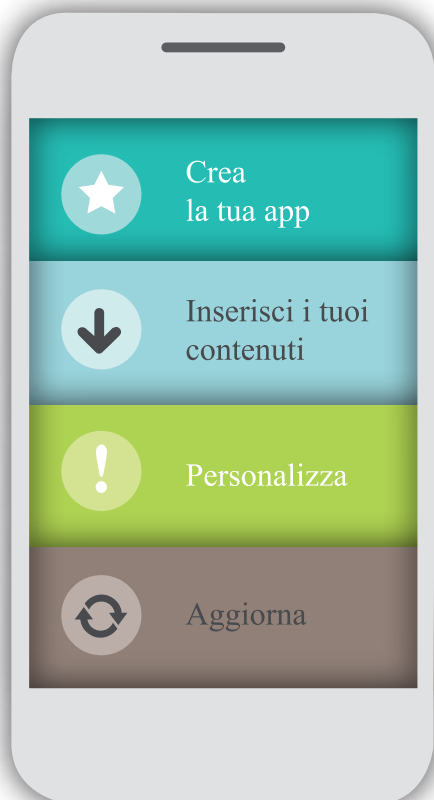 Crea
la tua app
Inserisci i tuoi
contenuti
Personalizza
Aggiorna